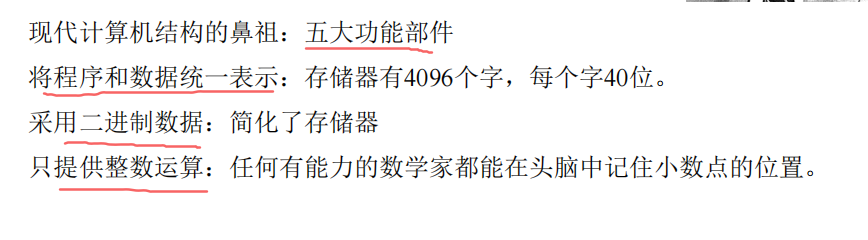 现代计算机结构的鼻祖：五大功能部件
将程序和数据统一表示：存储器有4096个字，每个字40位。
采用二进制数据：简化了存储器
只提供整数运算：任何有能力的数学家都能在头脑中记住小数点的位置。